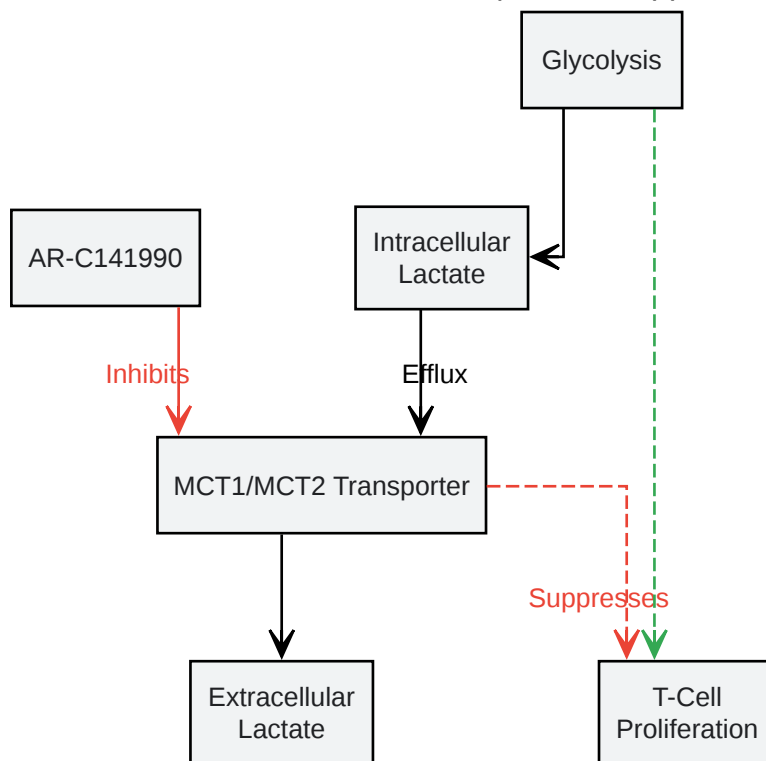 Glycolysis
AR-C141990
Intracellular
Lactate
Inhibits
Efflux
MCT1/MCT2 Transporter
Suppresses
Extracellular
Lactate
T-Cell
Proliferation